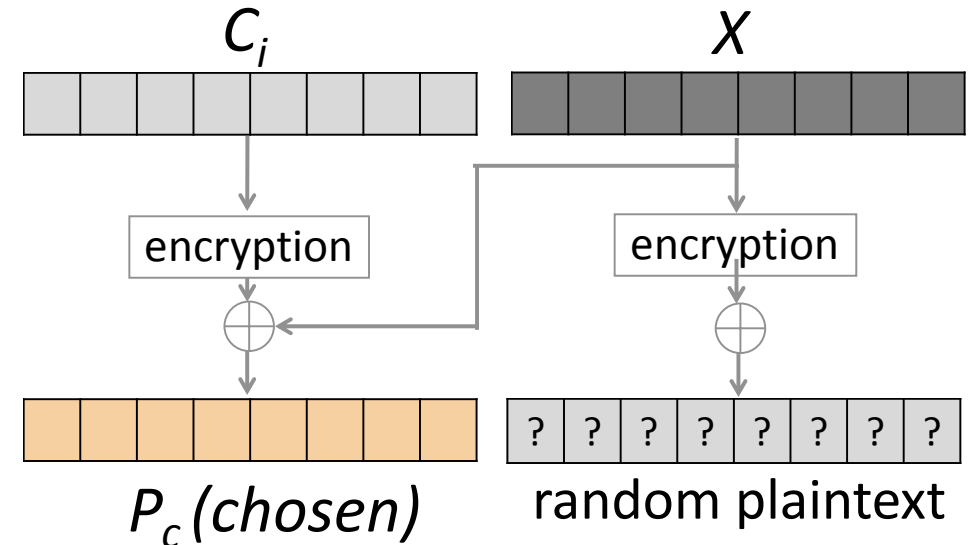 C_i
X
encryption
encryption
? ? ? ? ? ? ? ?
P_c (chosen)
random plaintext